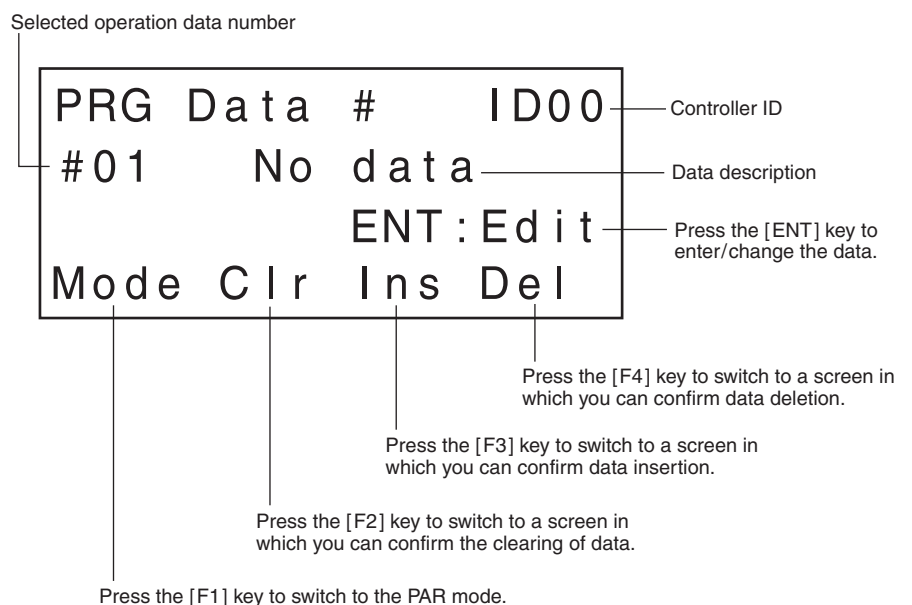 Selected operation data number
PRG Data # ID00
Controller ID
#01 No data
Data description
ENT:Edit
Press the [ENT] key to
enter/change the data.
Mode Clr Ins Del
Press the [F4] key to switch to a screen in
which you can confirm data deletion.
Press the [F3] key to switch to a screen in
which you can confirm data insertion.
Press the [F2] key to switch to a screen in
which you can confirm the clearing of data.
Press the [F1] key to switch to the PAR mode.